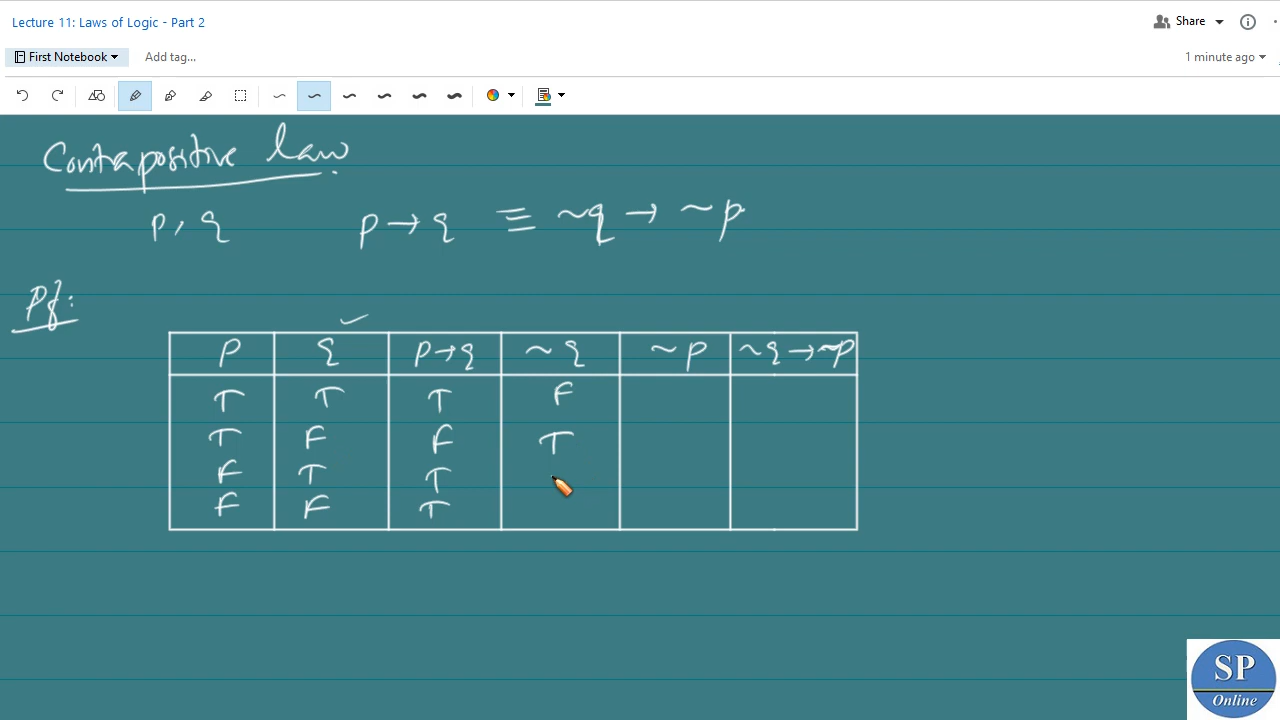 Lecture 11: Laws of Logic - Part 2
Share
First Notebook Add tag... 1 minute ago
Contrapositive law
p, q p → q ≡ ~q → ~p
Pf:
p q p→q ~q ~p ~q→~p
T T T F
T F F T
F T T
F F T
SP
Online